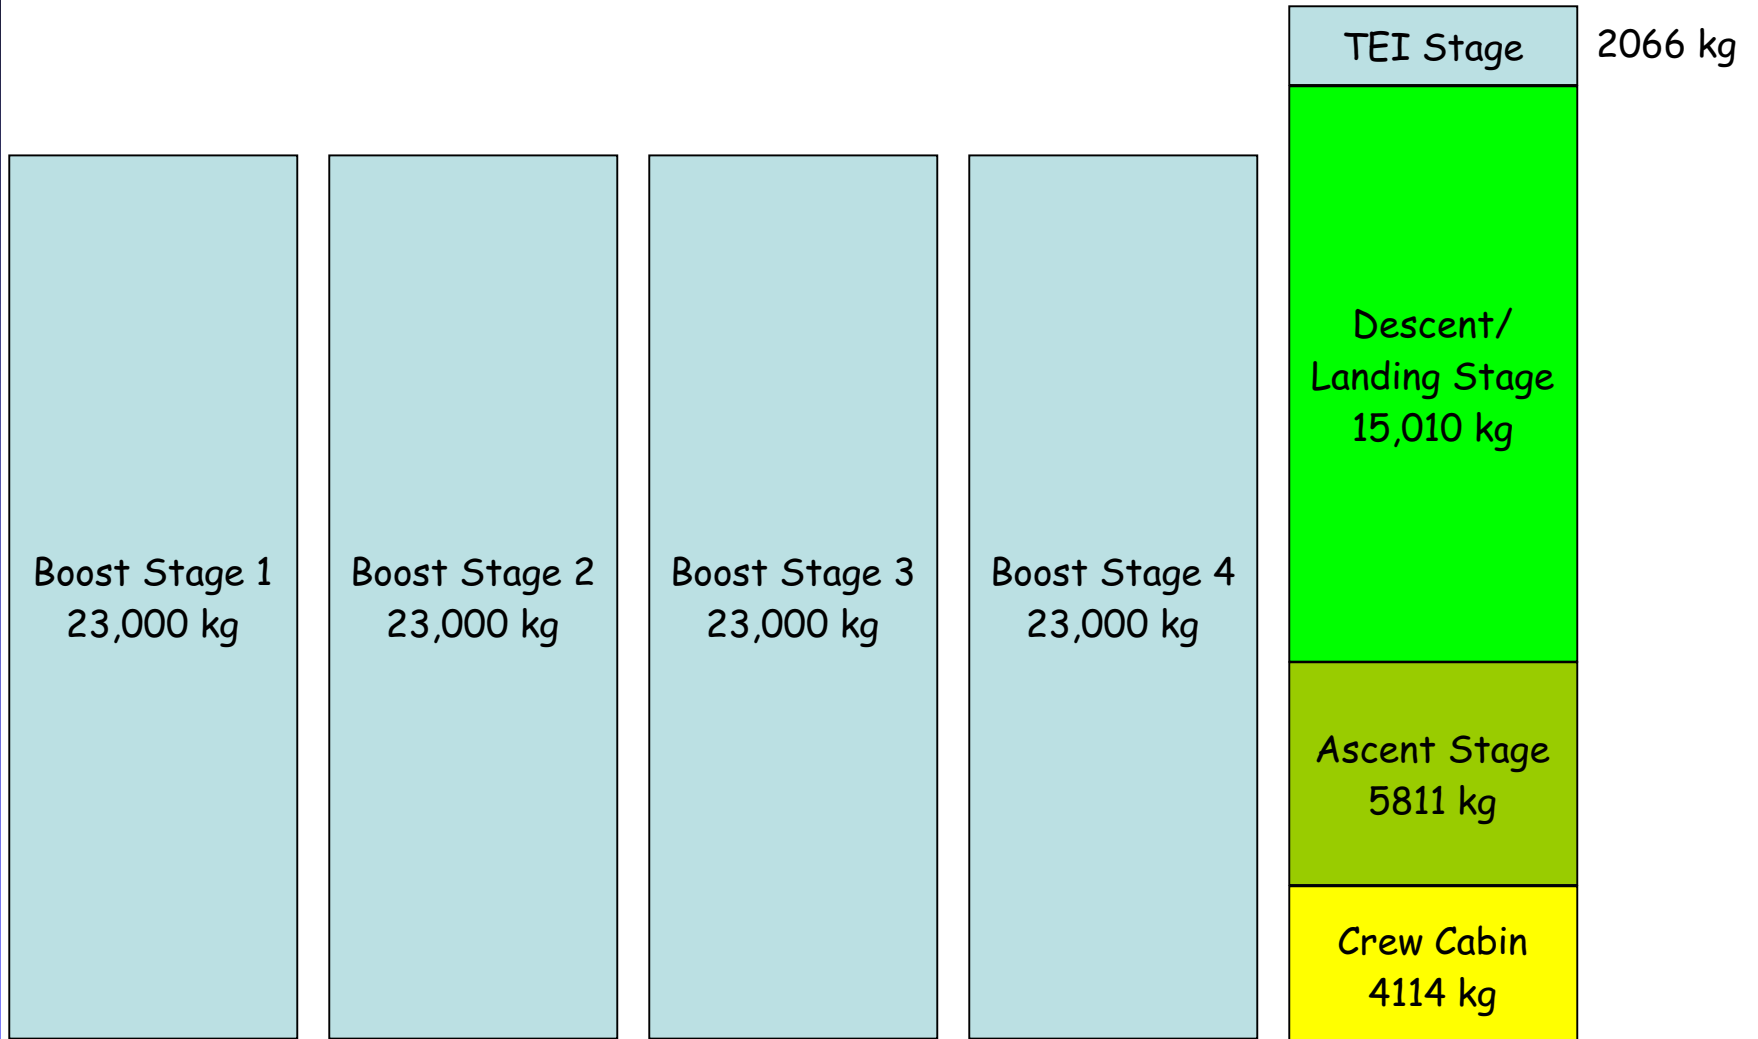 TEI Stage
2066 kg
Descent/
Landing Stage
15,010 kg
Boost Stage 1
23,000 kg
Boost Stage 2
23,000 kg
Boost Stage 3
23,000 kg
Boost Stage 4
23,000 kg
Ascent Stage
5811 kg
Crew Cabin
4114 kg